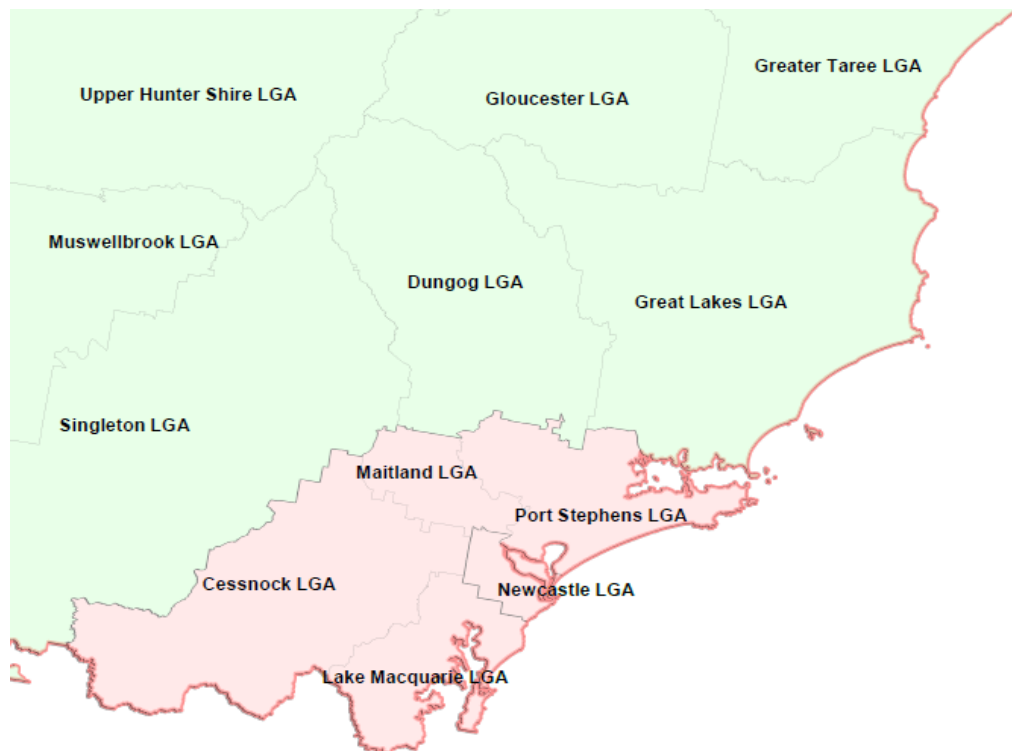 Greater Taree LGA
Upper Hunter Shire LGA
Gloucester LGA
Muswellbrook LGA
Dungog LGA
Great Lakes LGA
Singleton LGA
Maitland LGA
Port Stephens LGA
Cessnock LGA
Newcastle LGA
Lake Macquarie LGA